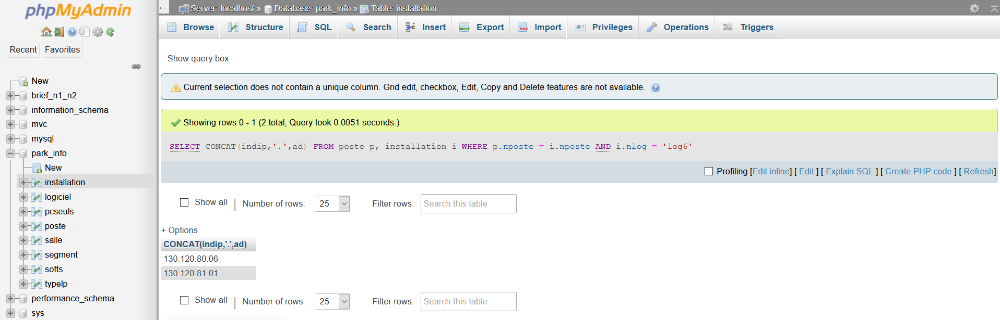 phpMyAdmin
Recent Favorites
New
brief_n1_n2
information_schema
mvc
mysql
park_info
New
installation
logiciel
pcseuls
poste
salle
segment
softs
typelp
performance_schema
sys
Server: localhost » Database: park_info » Table: installation
Browse Structure SQL Search Insert Export Import Privileges Operations Triggers
Show query box
Current selection does not contain a unique column. Grid edit, checkbox, Edit, Copy and Delete features are not available.
Showing rows 0 - 1 (2 total, Query took 0.0051 seconds.)
SELECT CONCAT(indip,'.',ad) FROM poste p, installation i WHERE p.nposte = i.nposte AND i.nlog = 'log6'
Profiling [Edit inline] [ Edit ] [ Explain SQL ] [ Create PHP code ] [ Refresh]
Show all | Number of rows: 25 Filter rows: Search this table
+ Options
CONCAT(indip,'.',ad)
130.120.80.06
130.120.81.01
Show all | Number of rows: 25 Filter rows: Search this table